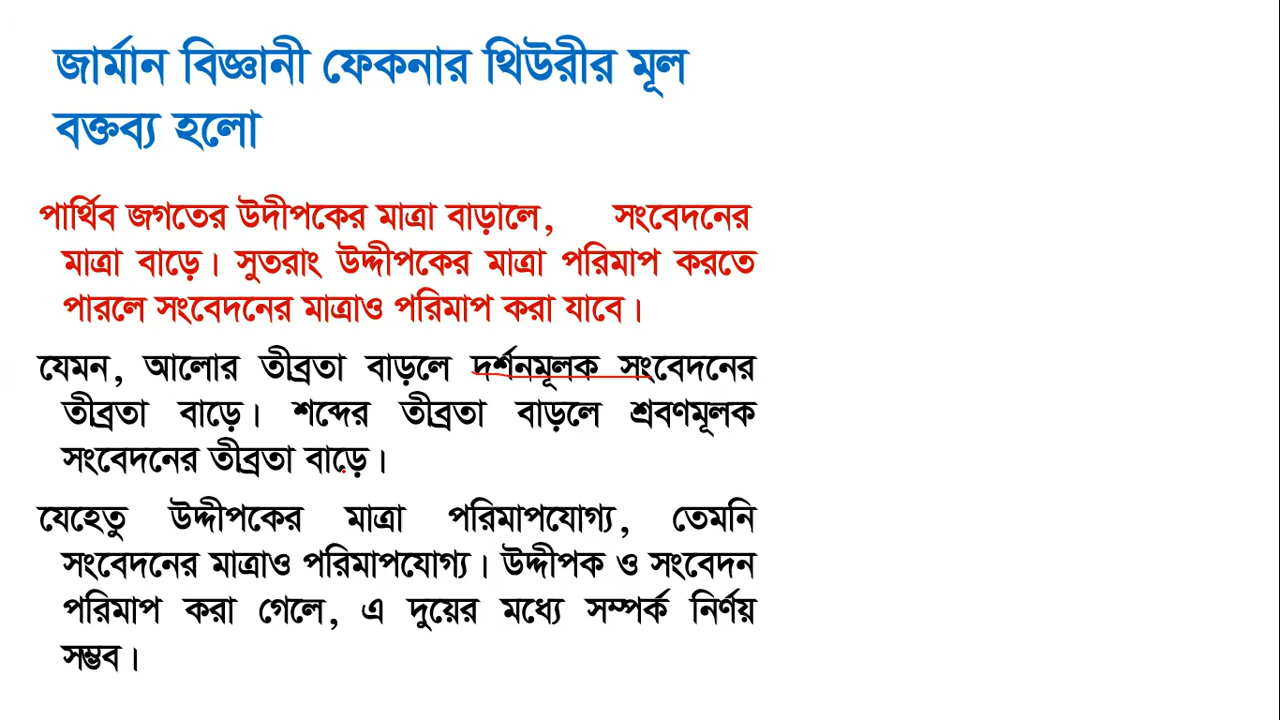 জার্মান বিজ্ঞানী ফেকনার থিউরীর মূল
বক্তব্য হলো
পার্থিব জগতের উদীপকের মাত্রা বাড়ালে, সংবেদনের
মাত্রা বাড়ে। সুতরাং উদ্দীপকের মাত্রা পরিমাপ করতে
পারলে সংবেদনের মাত্রাও পরিমাপ করা যাবে।
যেমন, আলোর তীব্রতা বাড়লে দর্শনমূলক সংবেদনের
তীব্রতা বাড়ে। শব্দের তীব্রতা বাড়লে শ্রবণমূলক
সংবেদনের তীব্রতা বাড়ে।
যেহেতু উদ্দীপকের মাত্রা পরিমাপযোগ্য, তেমনি
সংবেদনের মাত্রাও পরিমাপযোগ্য। উদ্দীপক ও সংবেদন
পরিমাপ করা গেলে, এ দুয়ের মধ্যে সম্পর্ক নির্ণয়
সম্ভব।